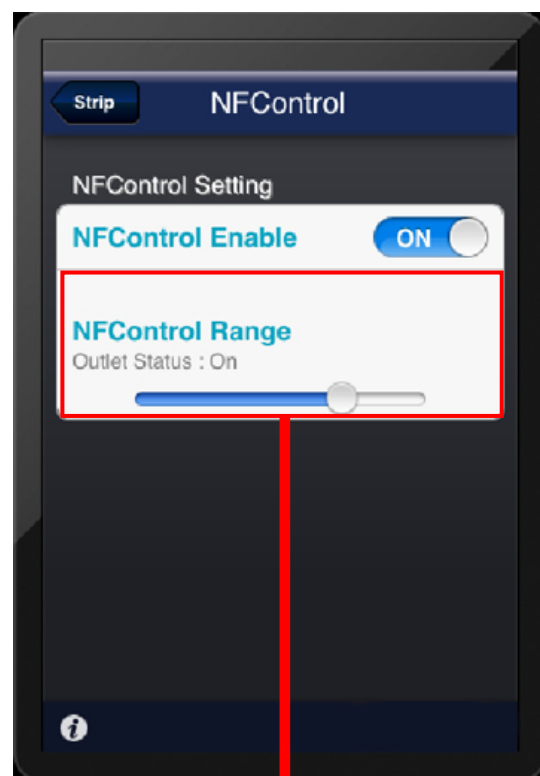 Strip
NFControl
NFControl Setting
NFControl Enable
ON
NFControl Range
Outlet Status : On
i